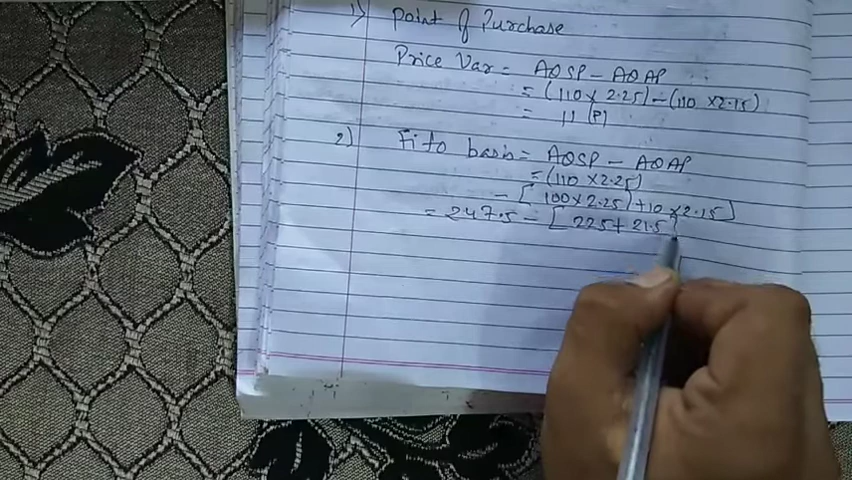 1) Point of Purchase
Price Var = AQSP - AQAP
= (110 x 2.25) - (110 x 2.15)
= 11 (F)
2) Fifo basis = AQSP - AQAP
= (110 x 2.25)
- [100 x 2.25) + 10 x 2.15]
= 247.5 - [225 + 21.5]